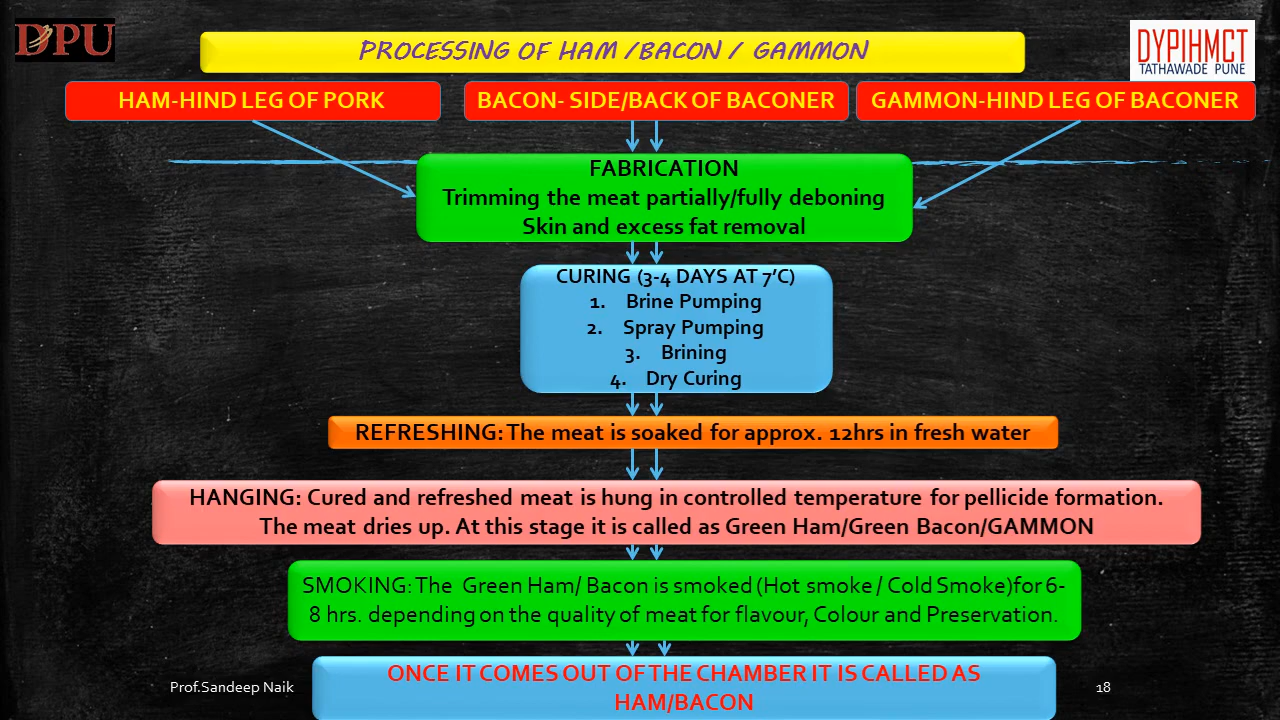 DPU
PROCESSING OF HAM /BACON / GAMMON
DYPIHMCT
TATHAWADE PUNE
HAM-HIND LEG OF PORK
BACON- SIDE/BACK OF BACONER
GAMMON-HIND LEG OF BACONER
FABRICATION
Trimming the meat partially/fully deboning
Skin and excess fat removal
CURING (3-4 DAYS AT 7’C)
1. Brine Pumping
2. Spray Pumping
3. Brining
4. Dry Curing
REFRESHING: The meat is soaked for approx. 12hrs in fresh water
HANGING: Cured and refreshed meat is hung in controlled temperature for pellicide formation.
The meat dries up. At this stage it is called as Green Ham/Green Bacon/GAMMON
SMOKING: The Green Ham/ Bacon is smoked (Hot smoke / Cold Smoke)for 6-
8 hrs. depending on the quality of meat for flavour, Colour and Preservation.
ONCE IT COMES OUT OF THE CHAMBER IT IS CALLED AS
HAM/BACON
Prof.Sandeep Naik
18